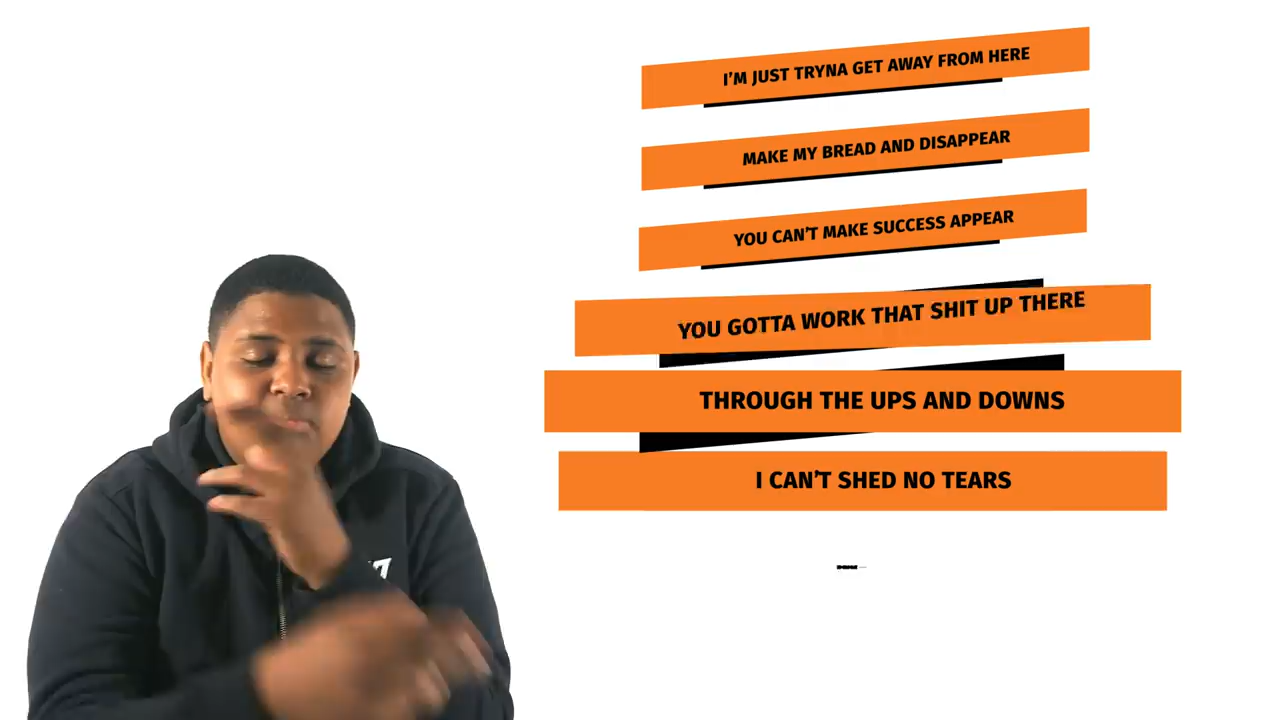 I'M JUST TRYNA GET AWAY FROM HERE
MAKE MY BREAD AND DISAPPEAR
YOU CAN'T MAKE SUCCESS APPEAR
YOU GOTTA WORK THAT SHIT UP THERE
THROUGH THE UPS AND DOWNS
I CAN'T SHED NO TEARS